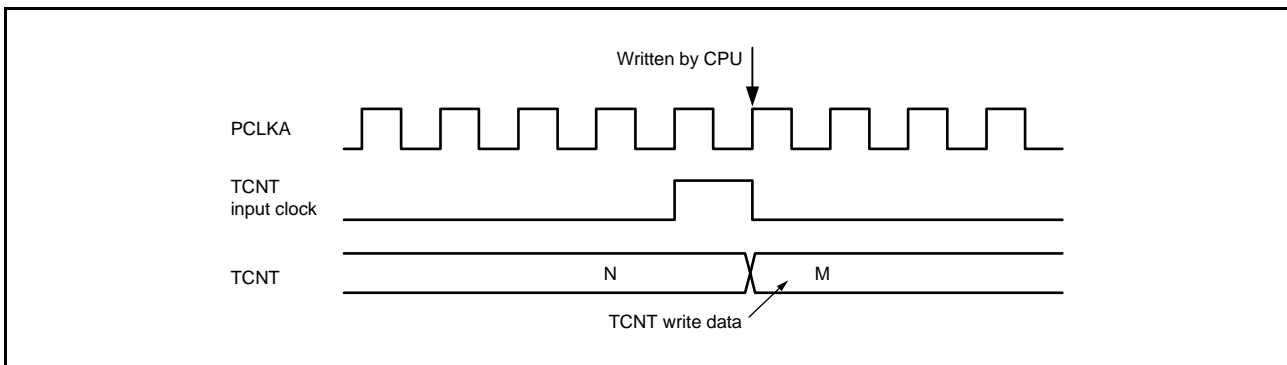 Written by CPU
PCLKA
TCNT
input clock
TCNT
N
M
TCNT write data